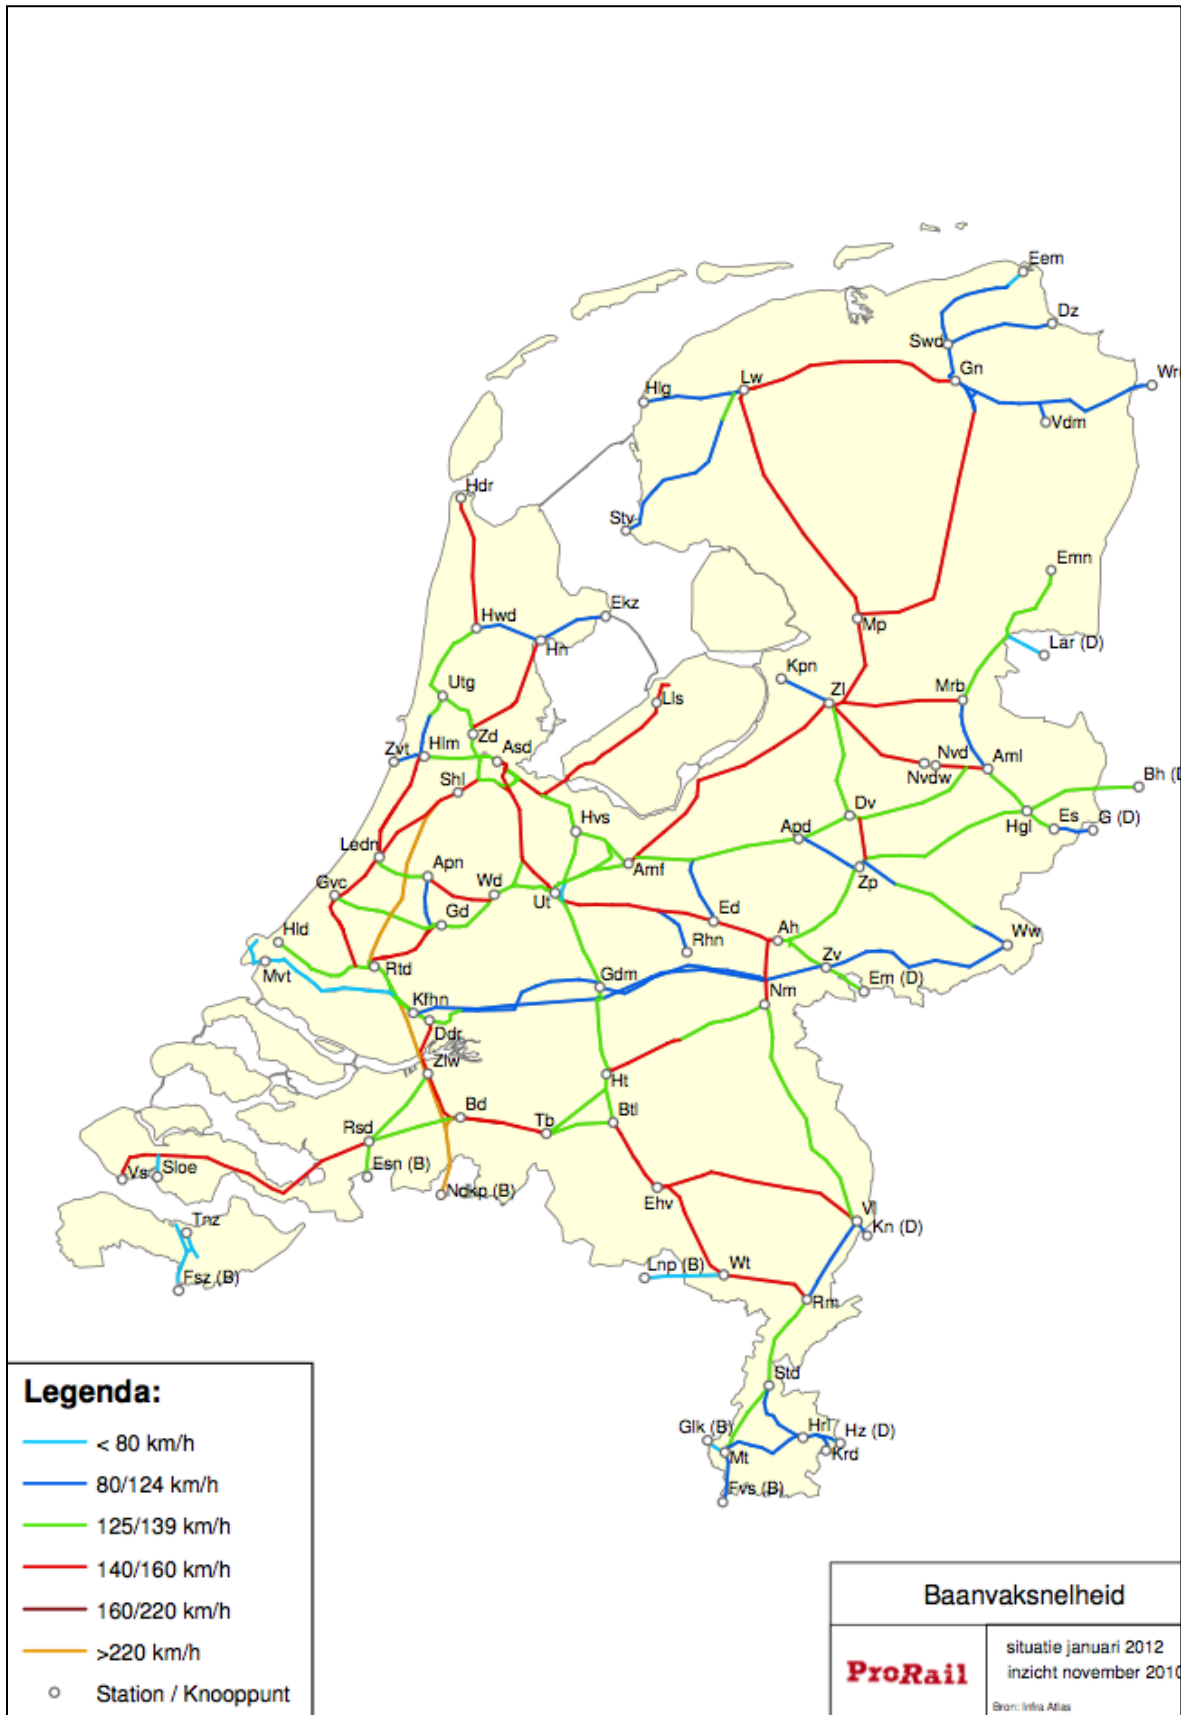 Eem
Dz
Swd
Gn
Wr
Lw
Hlg
Vdm
Hdr
Stv
Emn
Ekz
Hwd
Mp
Hn
Lar (D)
Kpn
Utg
Zl
Mrb
Lls
Zd
Zvt
Hlm
Asd
Nvd
Aml
Nvdw
Bh (D
Shl
Dv
Es
G (D)
Hvs
Apd
Hgl
Ledn
Apn
Amf
Zp
Gvc
Wd
Ut
Gd
Ed
Ah
Ww
Hld
Rhn
Zv
Mvt
Rtd
Em (D)
Gdm
Nm
Kfhn
Ddr
Zlw
Ht
Bd
Btl
Rsd
Tb
Vs
Sloe
Esn (B)
Ndkp (B)
Ehv
Vl
Tnz
Kn (D)
Fsz (B)
Lnp (B)
Wt
Rm
Std
Glk (B)
Hrl
Hz (D)
Mt
Krd
Fvs (B)
Legenda:
< 80 km/h
80/124 km/h
125/139 km/h
140/160 km/h
160/220 km/h
>220 km/h
Station / Knooppunt
Baanvaksnelheid
ProRail
situatie januari 2012
inzicht november 2010
Bron: Infra Atlas